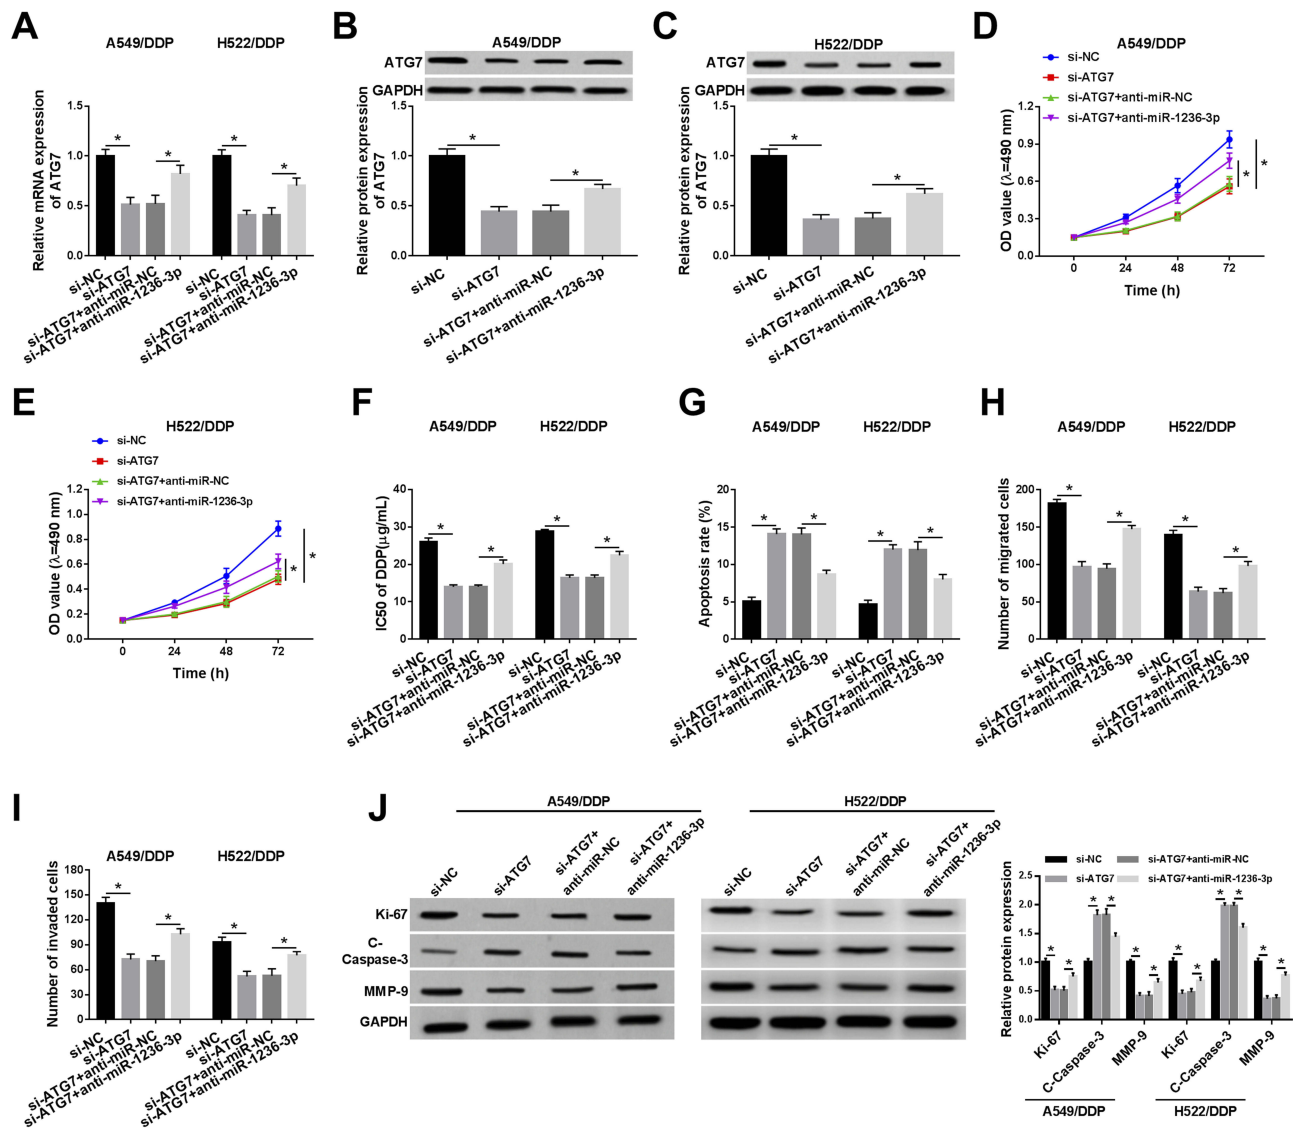 A
A549/DDP
H522/DDP
Relative mRNA expression
of ATG7
1.5
1.0
0.5
0.0
*
*
*
*
si-NC
si-ATG7
si-ATG7+anti-miR-NC
si-ATG7+anti-miR-1236-3p
si-NC
si-ATG7
si-ATG7+anti-miR-NC
si-ATG7+anti-miR-1236-3p
B
A549/DDP
ATG7
GAPDH
Relative protein expression
of ATG7
1.5
1.0
0.5
0.0
*
*
si-NC
si-ATG7
si-ATG7+anti-miR-NC
si-ATG7+anti-miR-1236-3p
C
H522/DDP
ATG7
GAPDH
Relative protein expression
of ATG7
1.5
1.0
0.5
0.0
*
*
si-NC
si-ATG7
si-ATG7+anti-miR-NC
si-ATG7+anti-miR-1236-3p
D
A549/DDP
si-NC
si-ATG7
si-ATG7+anti-miR-NC
si-ATG7+anti-miR-1236-3p
OD value (λ=490 nm)
1.2
0.9
0.6
0.3
0.0
*
*
0 24 48 72
Time (h)
E
H522/DDP
si-NC
si-ATG7
si-ATG7+anti-miR-NC
si-ATG7+anti-miR-1236-3p
OD value (λ=490 nm)
1.2
1.0
0.8
0.6
0.4
0.2
0.0
*
*
0 24 48 72
Time (h)
F
A549/DDP
H522/DDP
IC50 of DDP(μg/mL)
40
30
20
10
0
*
*
*
*
si-NC
si-ATG7
si-ATG7+anti-miR-NC
si-ATG7+anti-miR-1236-3p
si-NC
si-ATG7
si-ATG7+anti-miR-NC
si-ATG7+anti-miR-1236-3p
G
A549/DDP
H522/DDP
Apoptosis rate (%)
20
15
10
5
0
*
*
*
*
si-NC
si-ATG7
si-ATG7+anti-miR-NC
si-ATG7+anti-miR-1236-3p
si-NC
si-ATG7
si-ATG7+anti-miR-NC
si-ATG7+anti-miR-1236-3p
H
A549/DDP
H522/DDP
Number of migrated cells
200
150
100
50
0
*
*
*
*
si-NC
si-ATG7
si-ATG7+anti-miR-NC
si-ATG7+anti-miR-1236-3p
si-NC
si-ATG7
si-ATG7+anti-miR-NC
si-ATG7+anti-miR-1236-3p
I
A549/DDP
H522/DDP
Number of invaded cells
180
150
120
90
60
30
0
*
*
*
*
si-NC
si-ATG7
si-ATG7+anti-miR-NC
si-ATG7+anti-miR-1236-3p
si-NC
si-ATG7
si-ATG7+anti-miR-NC
si-ATG7+anti-miR-1236-3p
J
A549/DDP
H522/DDP
si-NC
si-ATG7
si-ATG7+
anti-miR-NC
si-ATG7+
anti-miR-1236-3p
si-NC
si-ATG7
si-ATG7+
anti-miR-NC
si-ATG7+
anti-miR-1236-3p
Ki-67
C-
Caspase-3
MMP-9
GAPDH
si-NC
si-ATG7
si-ATG7+anti-miR-NC
si-ATG7+anti-miR-1236-3p
Relative protein expression
2.5
2.0
1.5
1.0
0.5
0.0
*
*
*
*
*
*
*
*
*
*
*
*
Ki-67
C-Caspase-3
MMP-9
Ki-67
C-Caspase-3
MMP-9
A549/DDP
H522/DDP